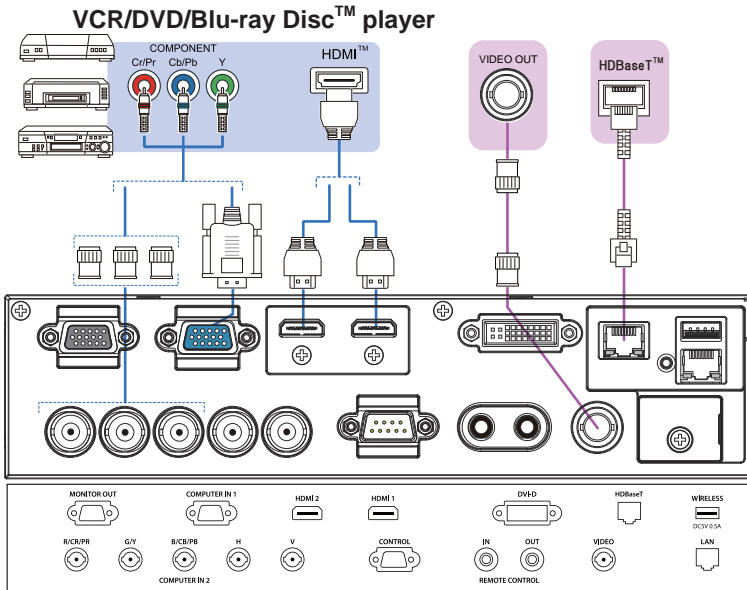 VCR/DVD/Blu-ray Disc™ player
COMPONENT
Cr/Pr Cb/Pb Y
HDMI™
VIDEO OUT
HDBaseT™
MONITOR OUT
COMPUTER IN 1
HDMI 2
HDMI 1
DVI-D
HDBaseT
WIRELESS
DC5V 0.5A
R/CR/PR
G/Y
B/CB/PB
H
V
CONTROL
IN
OUT
VIDEO
LAN
COMPUTER IN 2
REMOTE CONTROL